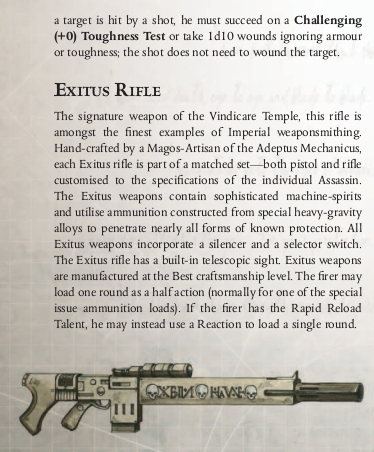 a target is hit by a shot, he must succeed on a Challenging
(+0) Toughness Test or take 1d10 wounds ignoring armour
or toughness; the shot does not need to wound the target.
Exitus Rifle
The signature weapon of the Vindicare Temple, this rifle is
amongst the finest examples of Imperial weaponsmithing.
Hand-crafted by a Magos-Artisan of the Adeptus Mechanicus,
each Exitus rifle is part of a matched set—both pistol and rifle
customised to the specifications of the individual Assassin.
The Exitus weapons contain sophisticated machine-spirits
and utilise ammunition constructed from special heavy-gravity
alloys to penetrate nearly all forms of known protection. All
Exitus weapons incorporate a silencer and a selector switch.
The Exitus rifle has a built-in telescopic sight. Exitus weapons
are manufactured at the Best craftsmanship level. The firer may
load one round as a half action (normally for one of the special
issue ammunition loads). If the firer has the Rapid Reload
Talent, he may instead use a Reaction to load a single round.